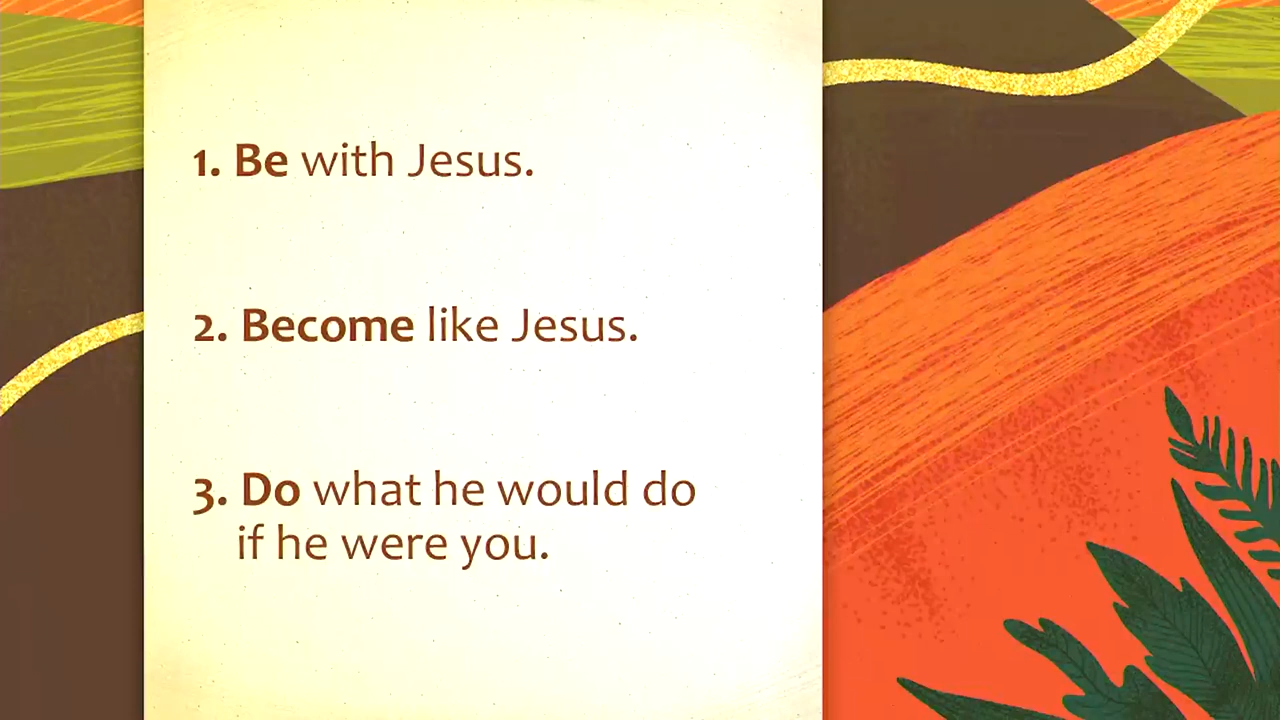 1. Be with Jesus.
2. Become like Jesus.
3. Do what he would do
if he were you.